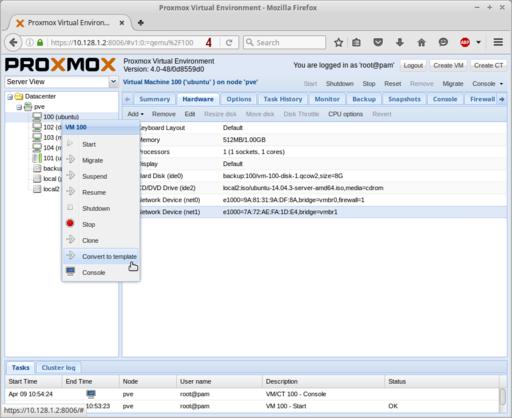 Proxmox Virtual Environment - Mozilla Firefox
Proxmox Virtual Environ...
https://10.128.1.2:8006/#v1:0:=qemu%2F100
4
Search
ABP
PROXMOX
Proxmox Virtual Environment
Version: 4.0-48/0d8559d0
You are logged in as 'root@pam'
Logout
Create VM
Create CT
Server View
Virtual Machine 100 ('ubuntu') on node 'pve'
Start Shutdown Stop Reset Remove Migrate Console
Datacenter
pve
100 (ubuntu)
102 (d
103 (n
104 (n
101 (u
backup
local (
local2
Summary Hardware Options Task History Monitor Backup Snapshots Console Firewall
Add Remove Edit Resize disk Move disk Disk Throttle CPU options Revert
Keyboard Layout Default
Memory 512MB/1.00GB
Processors 1 (1 sockets, 1 cores)
Display Default
Hard Disk (ide0) backup:100/vm-100-disk-1.qcow2,size=8G
CD/DVD Drive (ide2) local2:iso/ubuntu-14.04.3-server-amd64.iso,media=cdrom
Network Device (net0) e1000=9A:81:31:9A:DF:8A,bridge=vmbr0,firewall=1
Network Device (net1) e1000=7A:72:AE:FA:1D:E4,bridge=vmbr1
VM 100
Start
Migrate
Suspend
Resume
Shutdown
Stop
Clone
Convert to template
Console
Tasks Cluster log
Start Time End Time Node User name Description Status
Apr 09 10:54:24 pve root@pam VM/CT 100 - Console
10:53:23 pve root@pam VM 100 - Start OK
https://10.128.1.2:8006/#